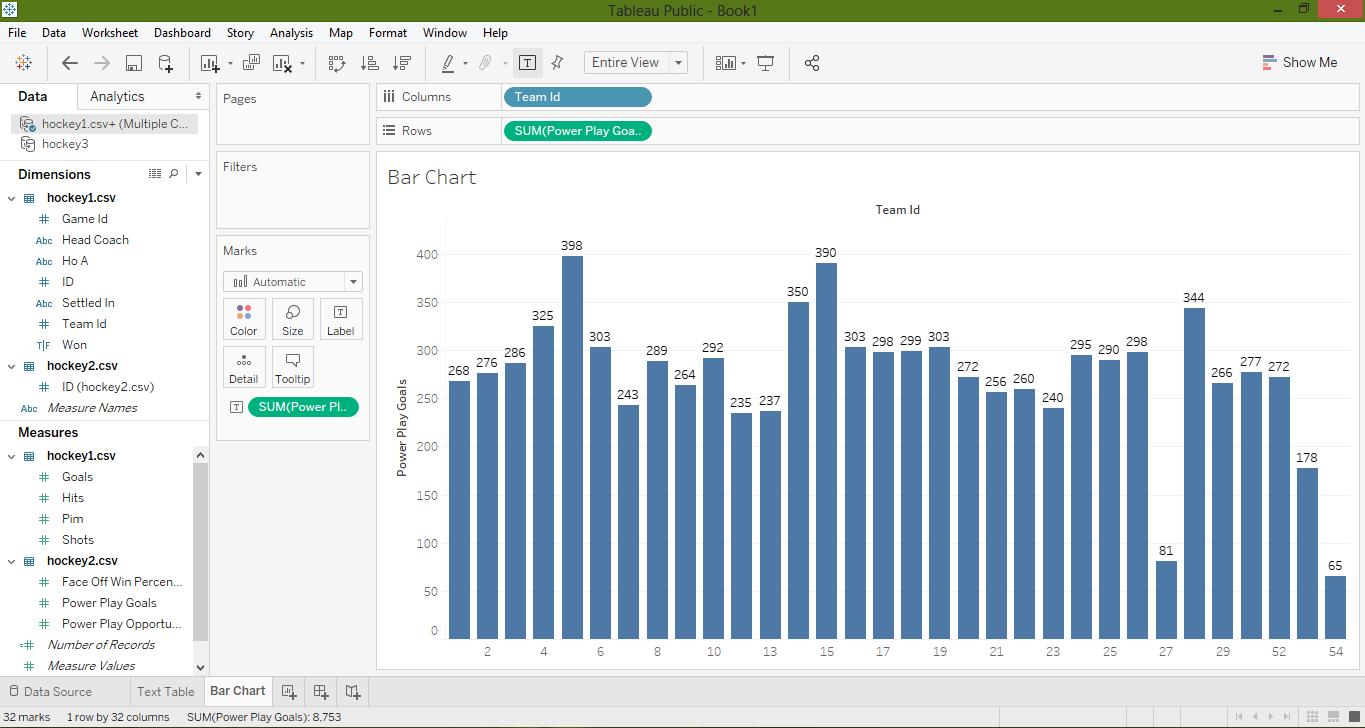 Tableau Public - Book1
File Data Worksheet Dashboard Story Analysis Map Format Window Help
Entire View
Show Me
Data Analytics
hockey1.csv+ (Multiple C...
hockey3
Dimensions
hockey1.csv
# Game Id
Abc Head Coach
Abc Ho A
# ID
Abc Settled In
# Team Id
T|F Won
hockey2.csv
# ID (hockey2.csv)
Abc Measure Names
Measures
hockey1.csv
# Goals
# Hits
# Pim
# Shots
hockey2.csv
# Face Off Win Percen...
# Power Play Goals
# Power Play Opportu...
=# Number of Records
# Measure Values
Pages
Filters
Marks
Automatic
Color Size Label
Detail Tooltip
SUM(Power Pl..
Columns Team Id
Rows SUM(Power Play Goa..
Bar Chart
Team Id
Power Play Goals
400
350
300
250
200
150
100
50
0
268 276 286 325 398 303 243 289 264 292 235 237 350 390 303 298 299 303 272 256 260 240 295 290 298 81 344 266 277 272 178 65
2 4 6 8 10 13 15 17 19 21 23 25 27 29 52 54
Data Source Text Table Bar Chart
32 marks 1 row by 32 columns SUM(Power Play Goals): 8,753